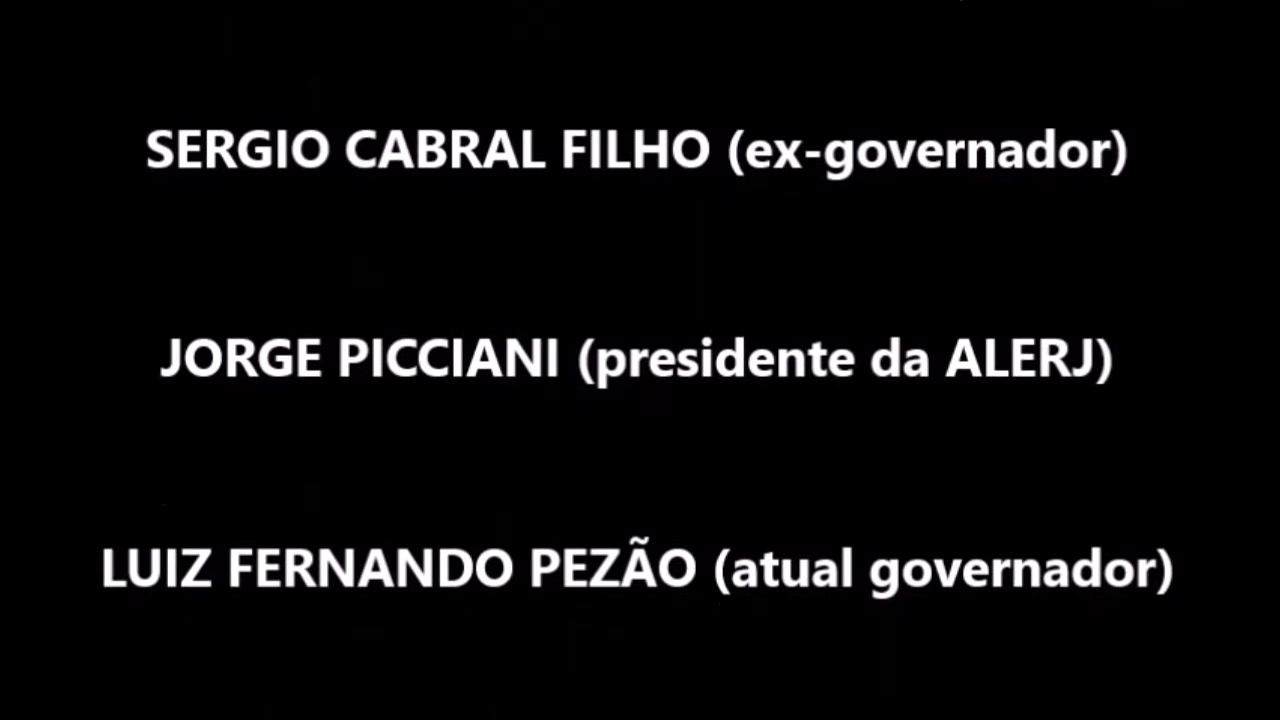 SERGIO CABRAL FILHO (ex-governador)
JORGE PICCIANI (presidente da ALERJ)
LUIZ FERNANDO PEZÃO (atual governador)